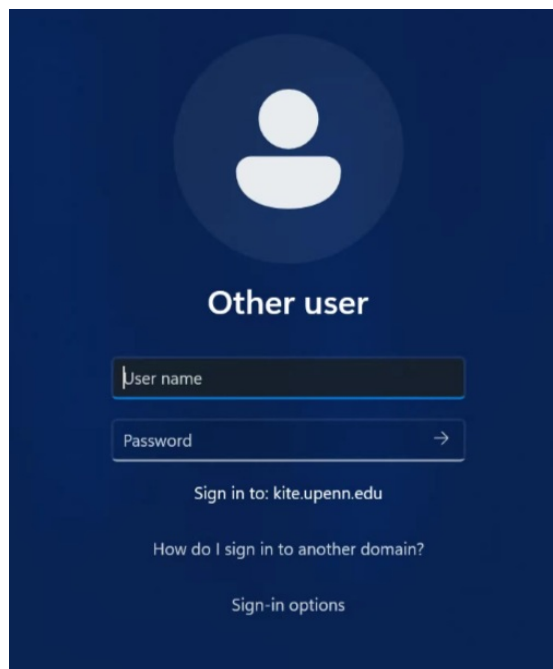 Other user
User name
Password
Sign in to: kite.upenn.edu
How do I sign in to another domain?
Sign-in options